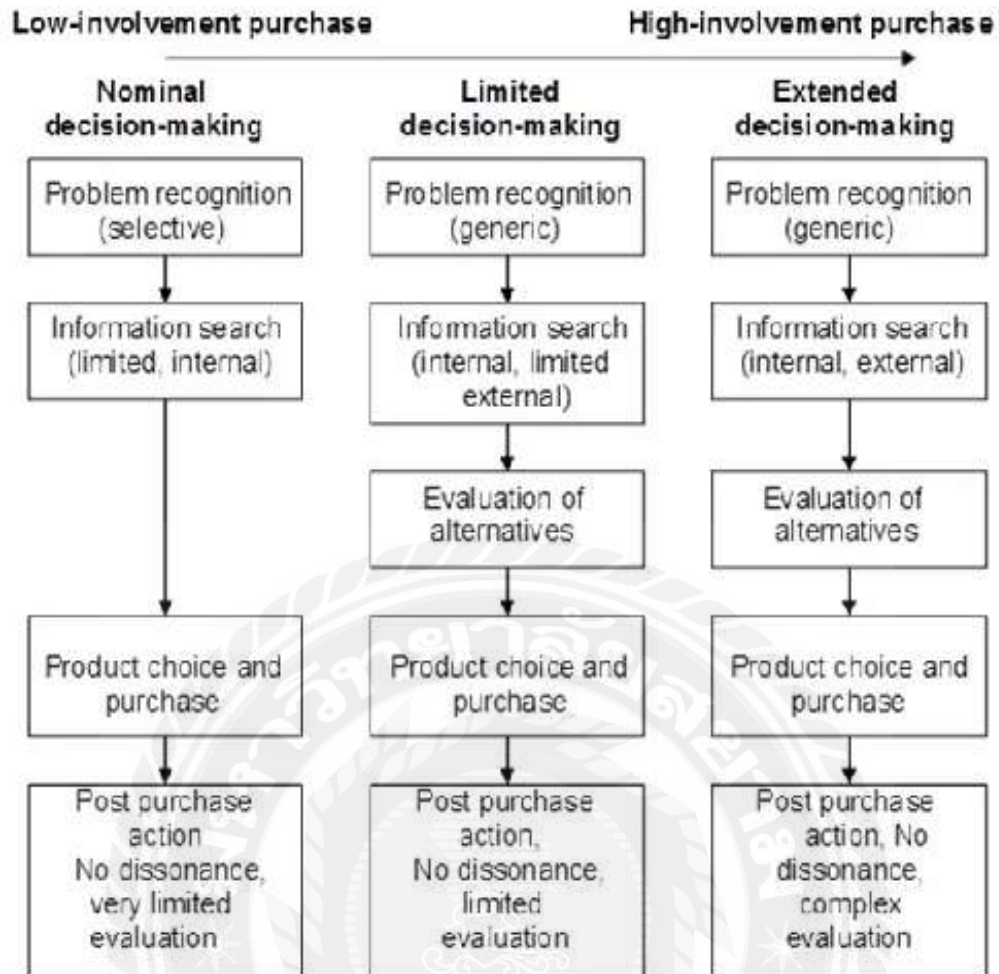 Low-involvement purchase
High-involvement purchase
Nominal
decision-making
Limited
decision-making
Extended
decision-making
Problem recognition
(selective)
Problem recognition
(generic)
Problem recognition
(generic)
Information search
(limited, internal)
Information search
(internal, limited
external)
Information search
(internal, external)
Evaluation of
alternatives
Evaluation of
alternatives
Product choice and
purchase
Product choice and
purchase
Product choice and
purchase
Post purchase
action
No dissonance,
very limited
evaluation
Post purchase
action,
No dissonance,
limited
evaluation
Post purchase
action, No
dissonance,
complex
evaluation